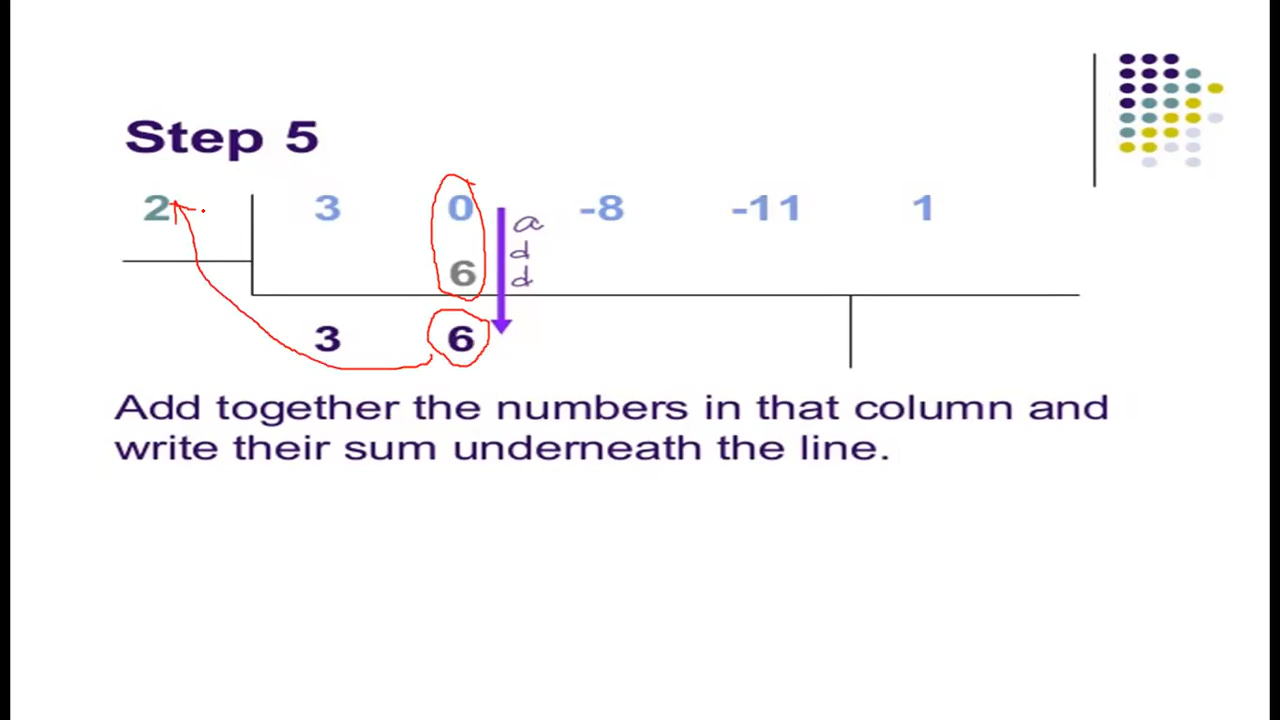 Step 5
2 3 0 -8 -11 1
6
add
3 6
Add together the numbers in that column and
write their sum underneath the line.